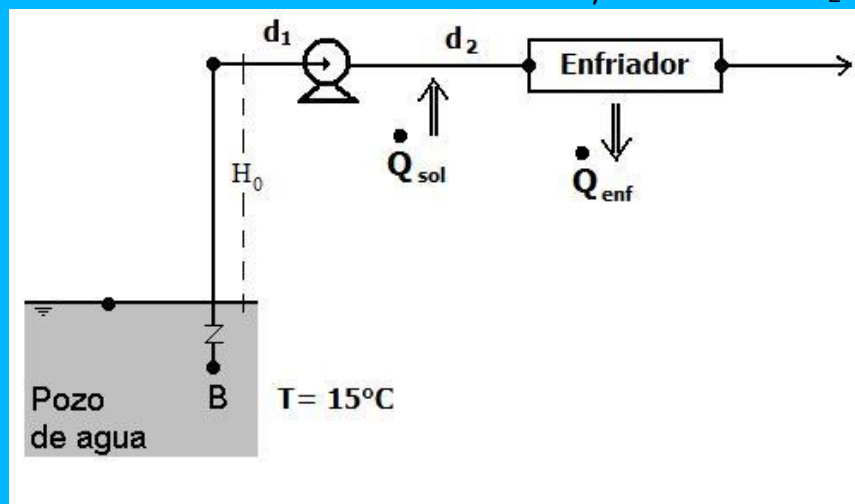 d₁
d₂
Enfriador
H₀
Q̇ sol
Q̇ enf
Pozo
de agua
B
T= 15ºC